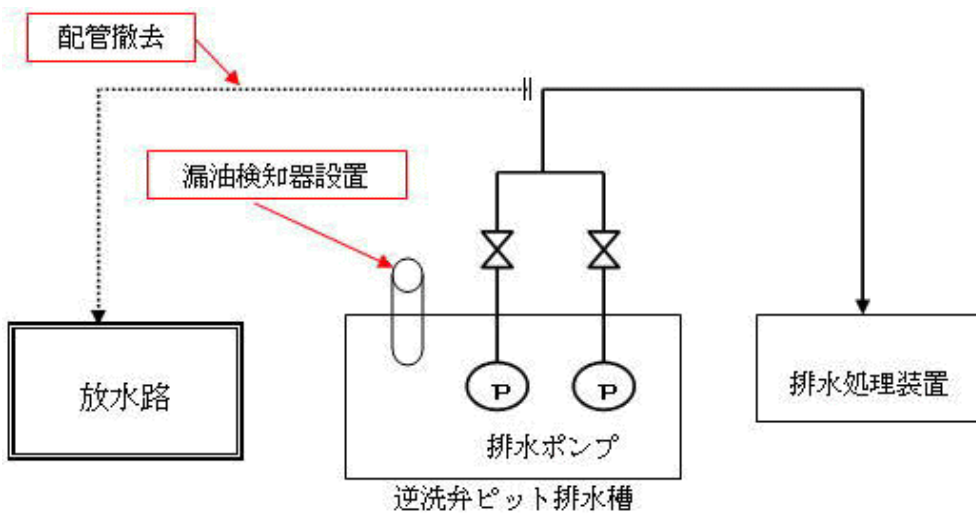 配管撤去
漏油検知器設置
放水路
P
P
排水ポンプ
排水処理装置
逆洗弁ピット排水槽